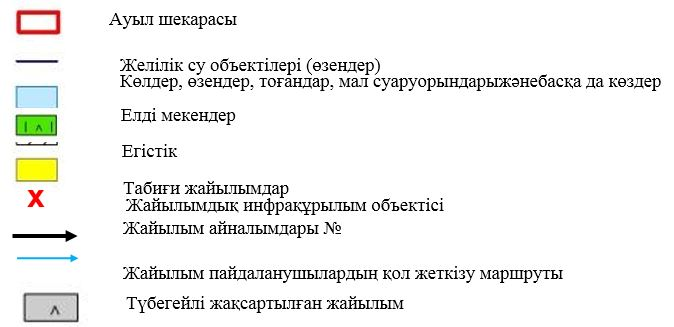 Ауыл шекарасы
Желілік су объектілері (өзендер)
Көлдер, өзендер, тоғандар, мал суаруорындарыжәнебасқа да көздер
Елді мекендер
Егістік
Табиғи жайылымдар
Жайылымдық инфрақұрылым объектісі
Жайылым айналымдары №
Жайылым пайдаланушылардың қол жеткізу маршруты
Түбегейлі жақсартылған жайылым